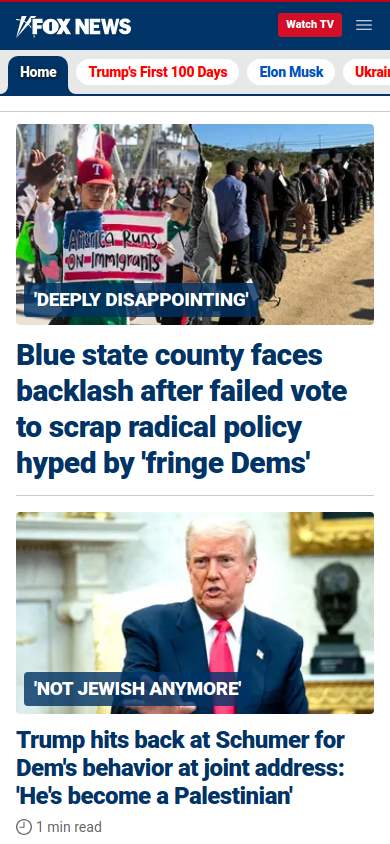 FOX NEWS
Watch TV
Home
Trump's First 100 Days
Elon Musk
Ukrai
T
America Runs
ON Immigrants
'DEEPLY DISAPPOINTING'
Blue state county faces
backlash after failed vote
to scrap radical policy
hyped by 'fringe Dems'
'NOT JEWISH ANYMORE'
Trump hits back at Schumer for
Dem's behavior at joint address:
'He's become a Palestinian'
1 min read